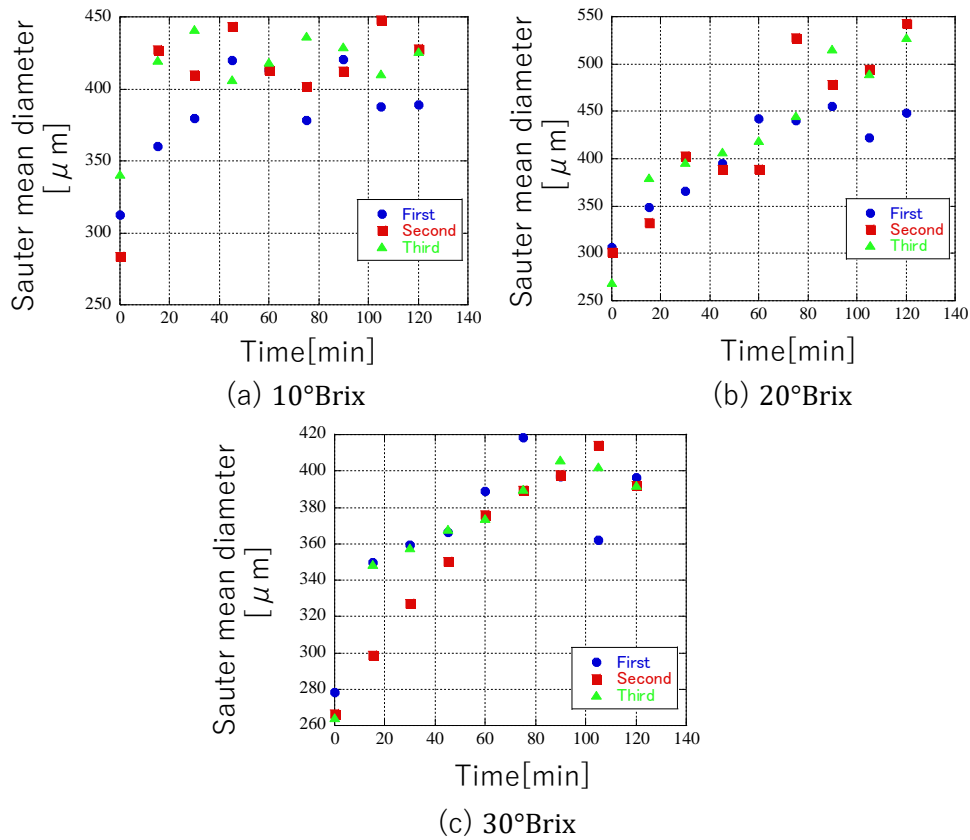 Sauter mean diameter
[μm]
450
400
350
300
250
0 20 40 60 80 100 120 140
First
Second
Third
Time[min]
(a) 10°Brix
Sauter mean diameter
[μm]
550
500
450
400
350
300
250
0 20 40 60 80 100 120 140
First
Second
Third
Time[min]
(b) 20°Brix
Sauter mean diameter
[μm]
420
400
380
360
340
320
300
280
260
0 20 40 60 80 100 120 140
First
Second
Third
Time[min]
(c) 30°Brix